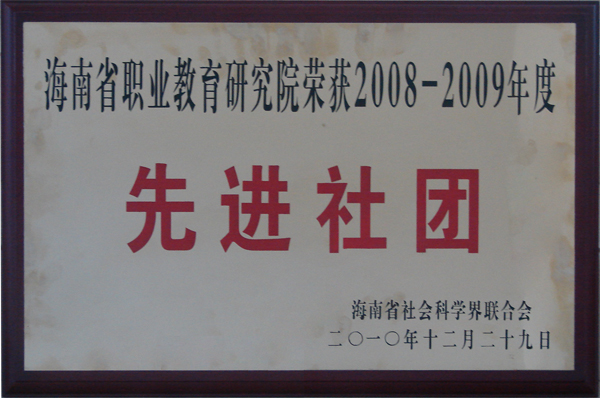 海南省职业教育研究院荣获2008-2009年度
先进社团
海南省社会科学界联合会
二〇一〇年十二月二十九日